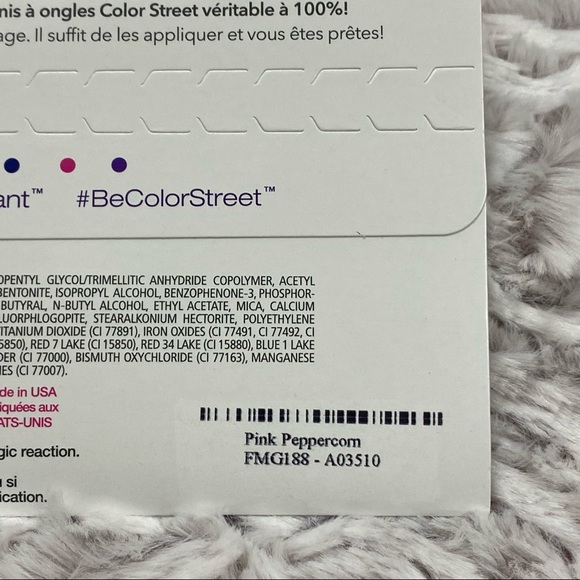 nis à ongles Color Street véritable à 100%!
age. Il suffit de les appliquer et vous êtes prêtes!
ant™ #BeColorStreet™
OPENTYL GLYCOL/TRIMELLITIC ANHYDRIDE COPOLYMER, ACETYL
BENTONITE, ISOPROPYL ALCOHOL, BENZOPHENONE-3, PHOSPHOR-
BUTYRAL, N-BUTYL ALCOHOL, ETHYL ACETATE, MICA, CALCIUM
LUORPHLOGOPITE, STEARALKONIUM HECTORITE, POLYETHYLENE
ITANIUM DIOXIDE (CI 77891), IRON OXIDES (CI 77491, CI 77492, CI
5850), RED 7 LAKE (CI 15850), RED 34 LAKE (CI 15880), BLUE 1 LAKE
DER (CI 77000), BISMUTH OXYCHLORIDE (CI 77163), MANGANESE
ES (CI 77007).
de in USA
iquées aux
ATS-UNIS
gic reaction.
u si
ication.
Pink Peppercorn
FMG188 - A03510